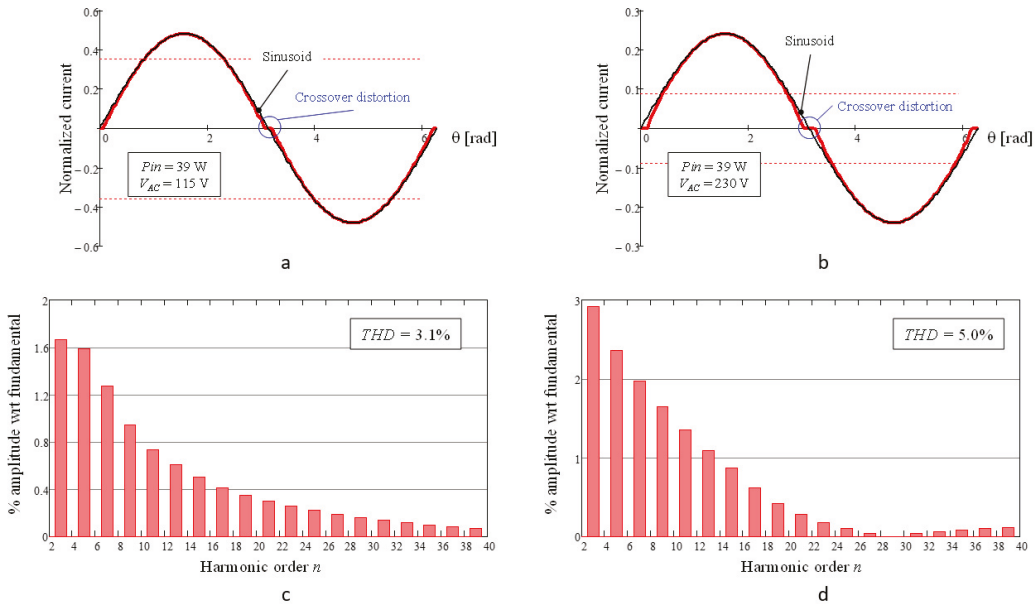 0.6
0.4
0.2
0
−0.2
−0.4
−0.6
Normalized current
Sinusoid
Crossover distortion
0
2
4
6
θ [rad]
Pin = 39 W
VAC = 115 V
a
0.3
0.2
0.1
0
−0.1
−0.2
−0.3
Normalized current
Sinusoid
Crossover distortion
0
2
4
6
θ [rad]
Pin = 39 W
VAC = 230 V
b
2
1.6
1.2
0.8
0.4
0
% amplitude wrt fundamental
THD = 3.1%
2 4 6 8 10 12 14 16 18 20 22 24 26 28 30 32 34 36 38 40
Harmonic order n
c
3
2
1
0
% amplitude wrt fundamental
THD = 5.0%
2 4 6 8 10 12 14 16 18 20 22 24 26 28 30 32 34 36 38 40
Harmonic order n
d